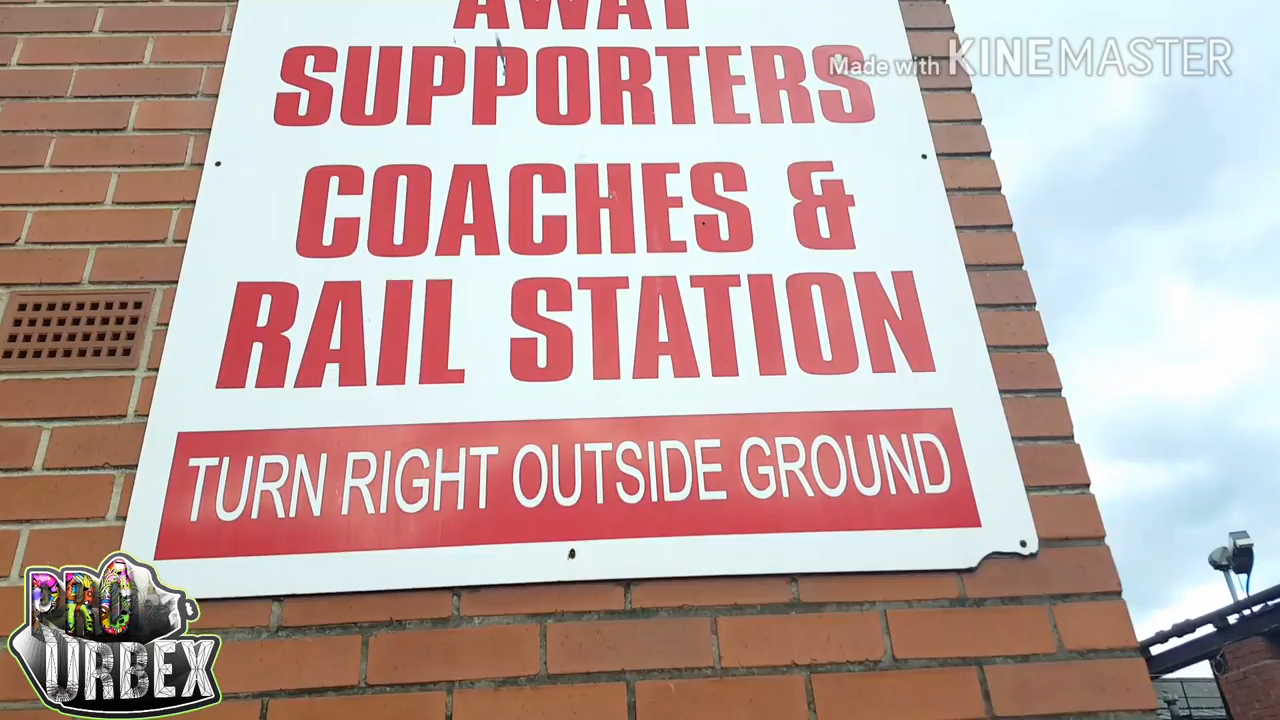 AWAY
SUPPORTERS
Made with KINEMASTER
COACHES &
RAIL STATION
TURN RIGHT OUTSIDE GROUND
PRO
URBEX